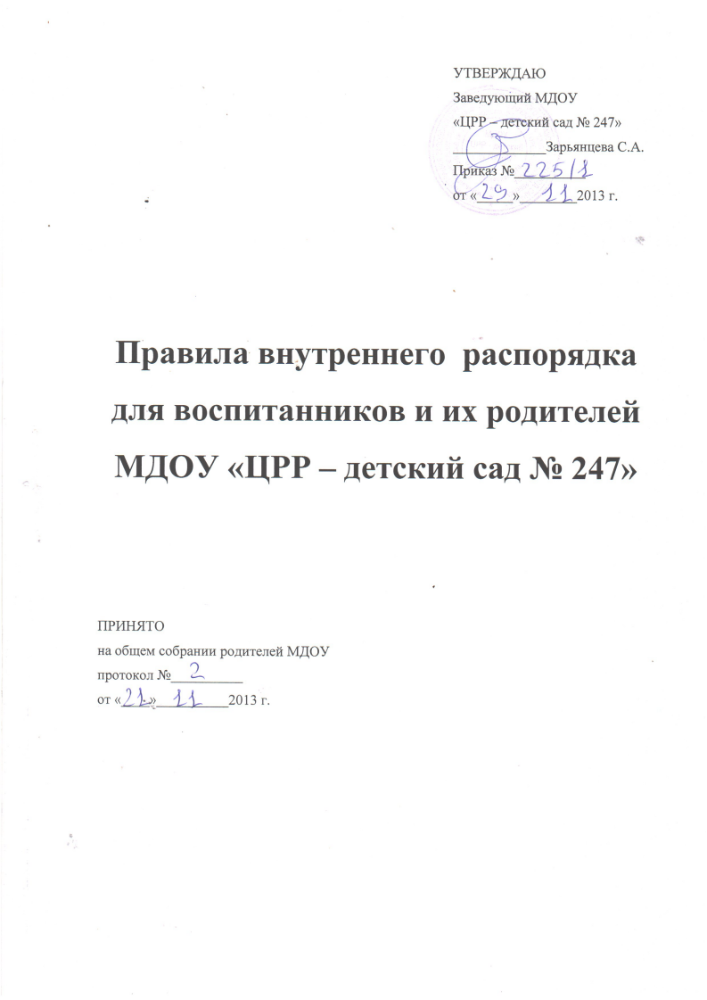 УТВЕРЖДАЮ
Заведующий МДОУ
«ЦРР – детский сад № 247»
_____________Зарьянцева С.А.
Приказ № 225/1
от «29» 11 2013 г.
Правила внутреннего распорядка
для воспитанников и их родителей
МДОУ «ЦРР – детский сад № 247»
ПРИНЯТО
на общем собрании родителей МДОУ
протокол № 2
от «21» 11 2013 г.